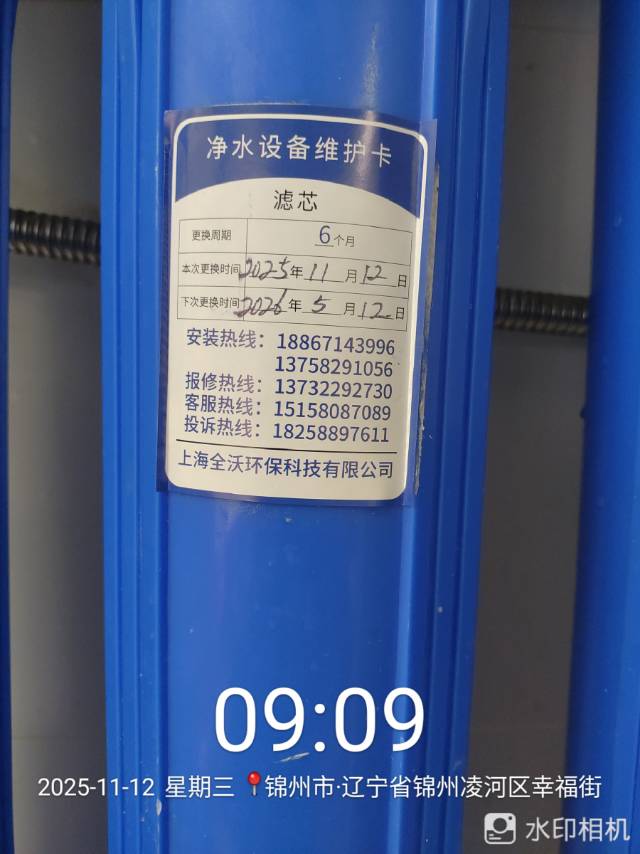 净水设备维护卡
滤芯
更换周期 6个月
本次更换时间2025年11月12日
下次更换时间2026年5月12日
安装热线：18867143996
13758291056
报修热线：13732292730
客服热线：15158087089
投诉热线：18258897611
上海全沃环保科技有限公司
09:09
2025-11-12 星期三 锦州市·辽宁省锦州凌河区幸福街
水印相机